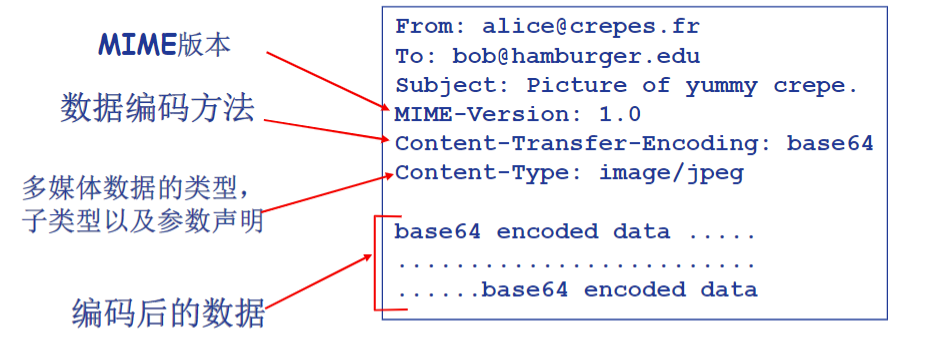 MIME版本
数据编码方法
多媒体数据的类型，
子类型以及参数声明
编码后的数据
From: alice@crepes.fr
To: bob@hamburger.edu
Subject: Picture of yummy crepe.
MIME-Version: 1.0
Content-Transfer-Encoding: base64
Content-Type: image/jpeg
base64 encoded data .....
.........................
......base64 encoded data